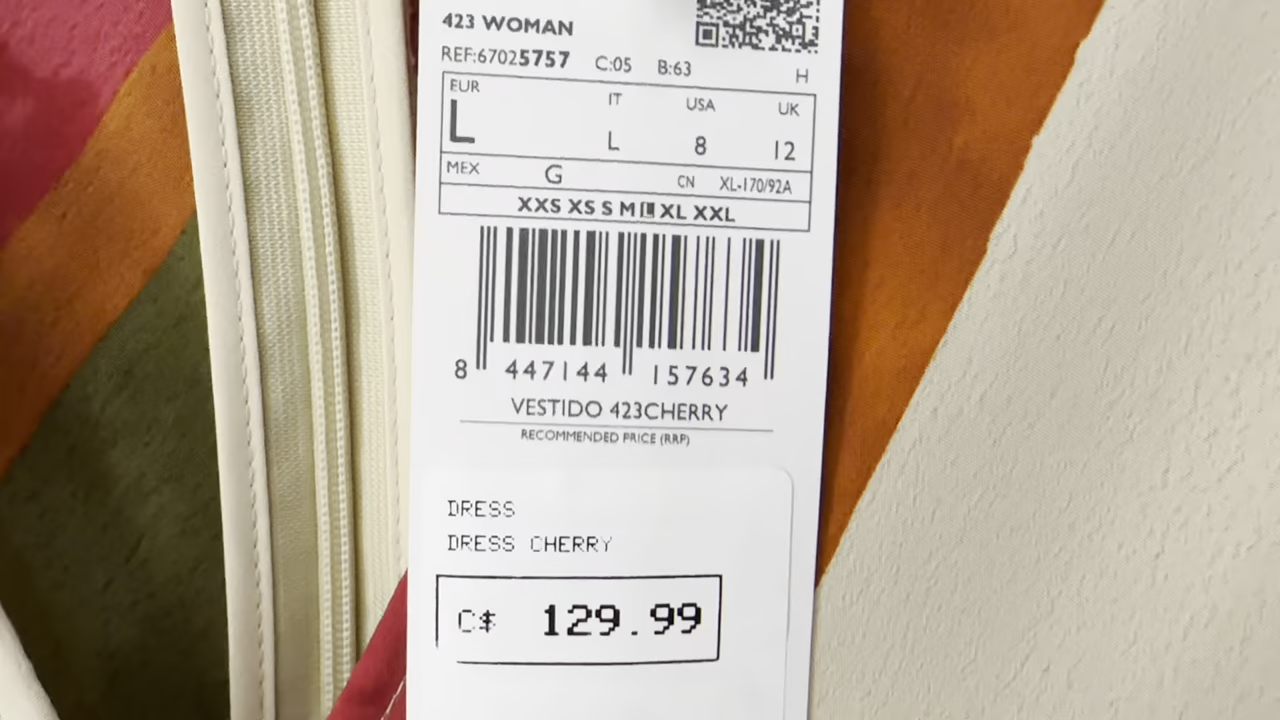 423 WOMAN
REF:67025757 C:05 B:63 H
EUR IT USA UK
L L 8 12
MEX G CN XL-170/92A
XXS XS S M L XL XXL
8 447144 157634
VESTIDO 423CHERRY
RECOMMENDED PRICE (RRP)
DRESS
DRESS CHERRY
C$ 129.99